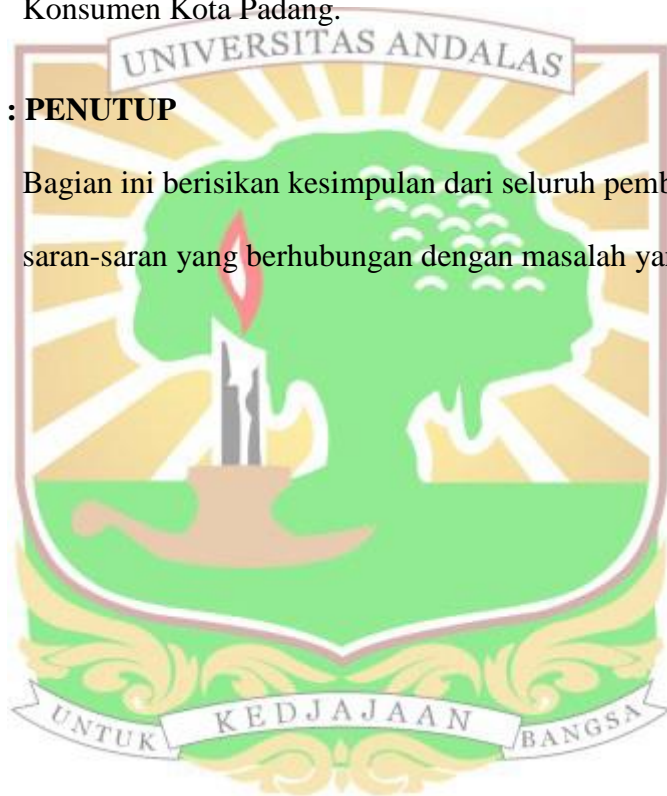 Konsumen Kota Padang.
UNIVERSITAS ANDALAS
: PENUTUP
Bagian ini berisikan kesimpulan dari seluruh pemb
saran-saran yang berhubungan dengan masalah ya
UNTUK KEDJAJAAN BANGSA